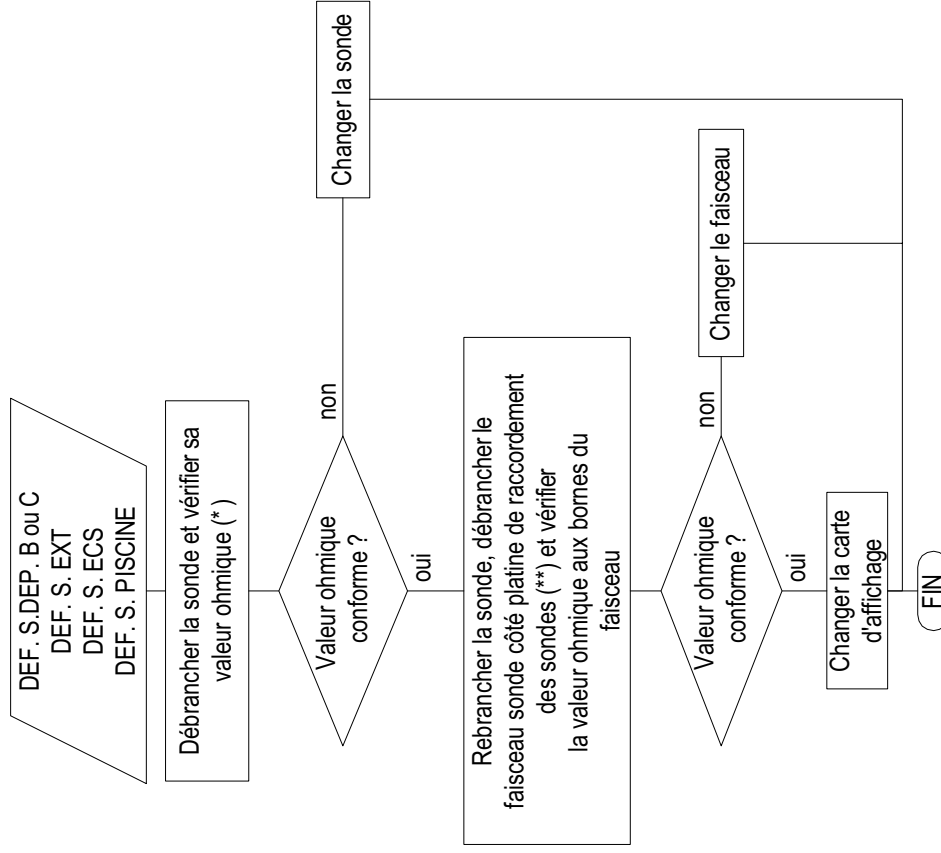 DEF. S.DEP. B ou C
DEF. S. EXT
DEF. S. ECS
DEF. S. PISCINE
Débrancher la sonde et vérifier sa
valeur ohmique (* )
Valeur ohmique
conforme ?
non
Changer la sonde
oui
Rebrancher la sonde, débrancher le
faisceau sonde côté platine de raccordement
des sondes (**) et vérifier
la valeur ohmique aux bornes du
faisceau
Valeur ohmique
conforme ?
non
Changer le faisceau
oui
Changer la carte
d'affichage
FIN